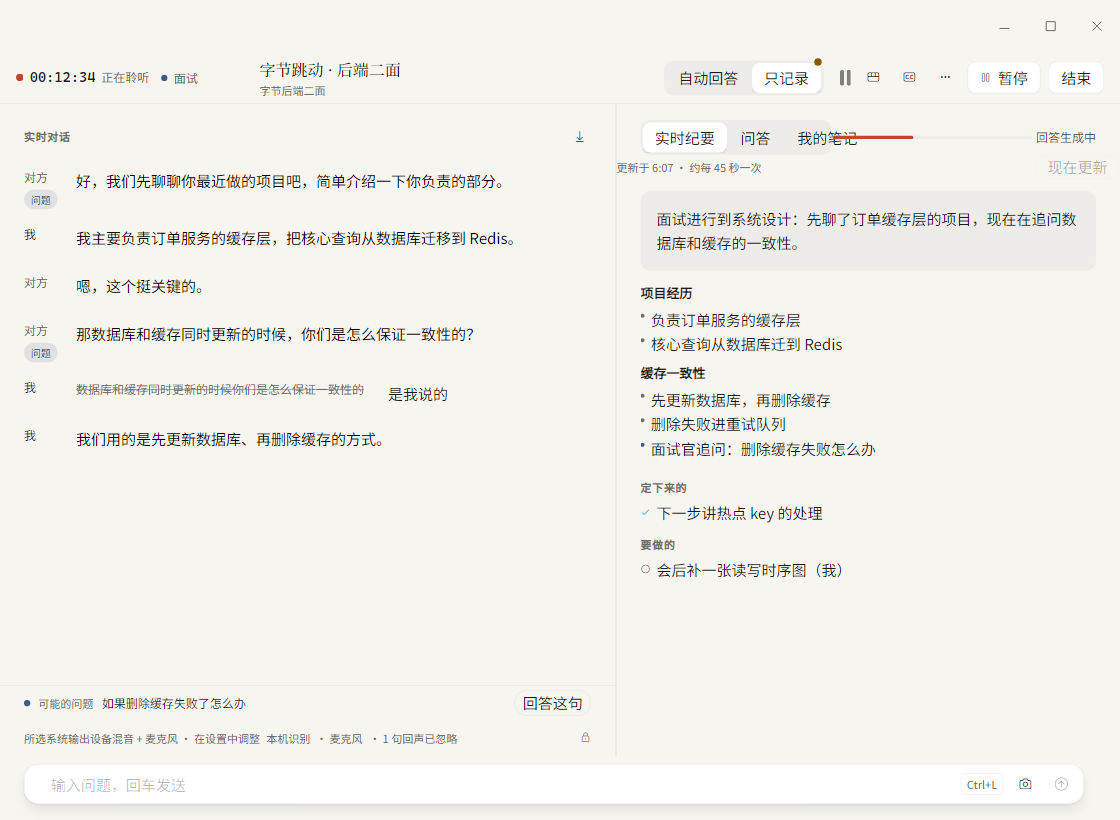 00:12:34 正在聆听 面试
字节跳动 · 后端二面
字节后端二面
自动回答 只记录
CC
···
暂停
结束
实时对话
对方
问题
好，我们先聊聊你最近做的项目吧，简单介绍一下你负责的部分。
我
我主要负责订单服务的缓存层，把核心查询从数据库迁移到 Redis。
对方
嗯，这个挺关键的。
对方
问题
那数据库和缓存同时更新的时候，你们是怎么保证一致性的？
我
数据库和缓存同时更新的时候你们是怎么保证一致性的
是我说的
我
我们用的是先更新数据库、再删除缓存的方式。
可能的问题 如果删除缓存失败了怎么办
回答这句
所选系统输出设备混音 + 麦克风 · 在设置中调整 本机识别 · 麦克风 · 1 句回声已忽略
实时纪要 问答 我的笔记
回答生成中
更新于 6:07 · 约每 45 秒一次
现在更新
面试进行到系统设计：先聊了订单缓存层的项目，现在在追问数
据库和缓存的一致性。
项目经历
负责订单服务的缓存层
核心查询从数据库迁到 Redis
缓存一致性
先更新数据库，再删除缓存
删除失败进重试队列
面试官追问：删除缓存失败怎么办
定下来的
下一步讲热点 key 的处理
要做的
会后补一张读写时序图（我）
输入问题，回车发送
Ctrl+L